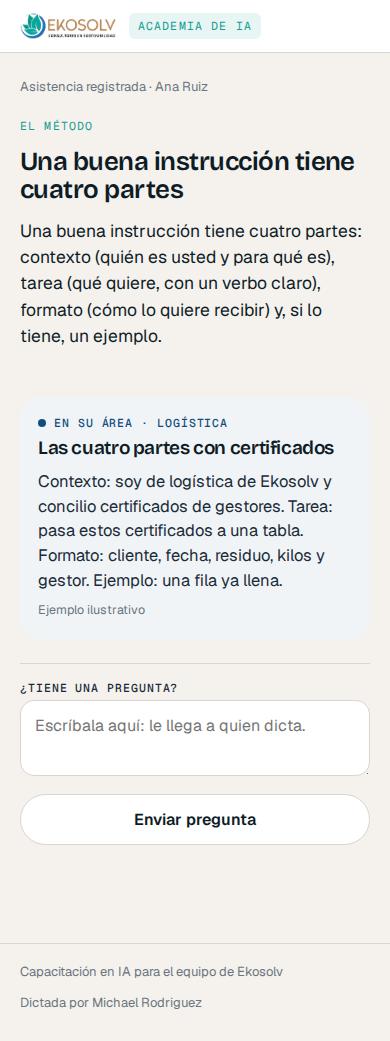 EKOSOLV
ACADEMIA DE IA
Asistencia registrada · Ana Ruiz
EL MÉTODO
Una buena instrucción tiene
cuatro partes
Una buena instrucción tiene cuatro partes:
contexto (quién es usted y para qué es),
tarea (qué quiere, con un verbo claro),
formato (cómo lo quiere recibir) y, si lo
tiene, un ejemplo.
EN SU ÁREA · LOGÍSTICA
Las cuatro partes con certificados
Contexto: soy de logística de Ekosolv y
concilio certificados de gestores. Tarea:
pasa estos certificados a una tabla.
Formato: cliente, fecha, residuo, kilos y
gestor. Ejemplo: una fila ya llena.
Ejemplo ilustrativo
¿TIENE UNA PREGUNTA?
Escríbala aquí: le llega a quien dicta.
Enviar pregunta
Capacitación en IA para el equipo de Ekosolv
Dictada por Michael Rodriguez